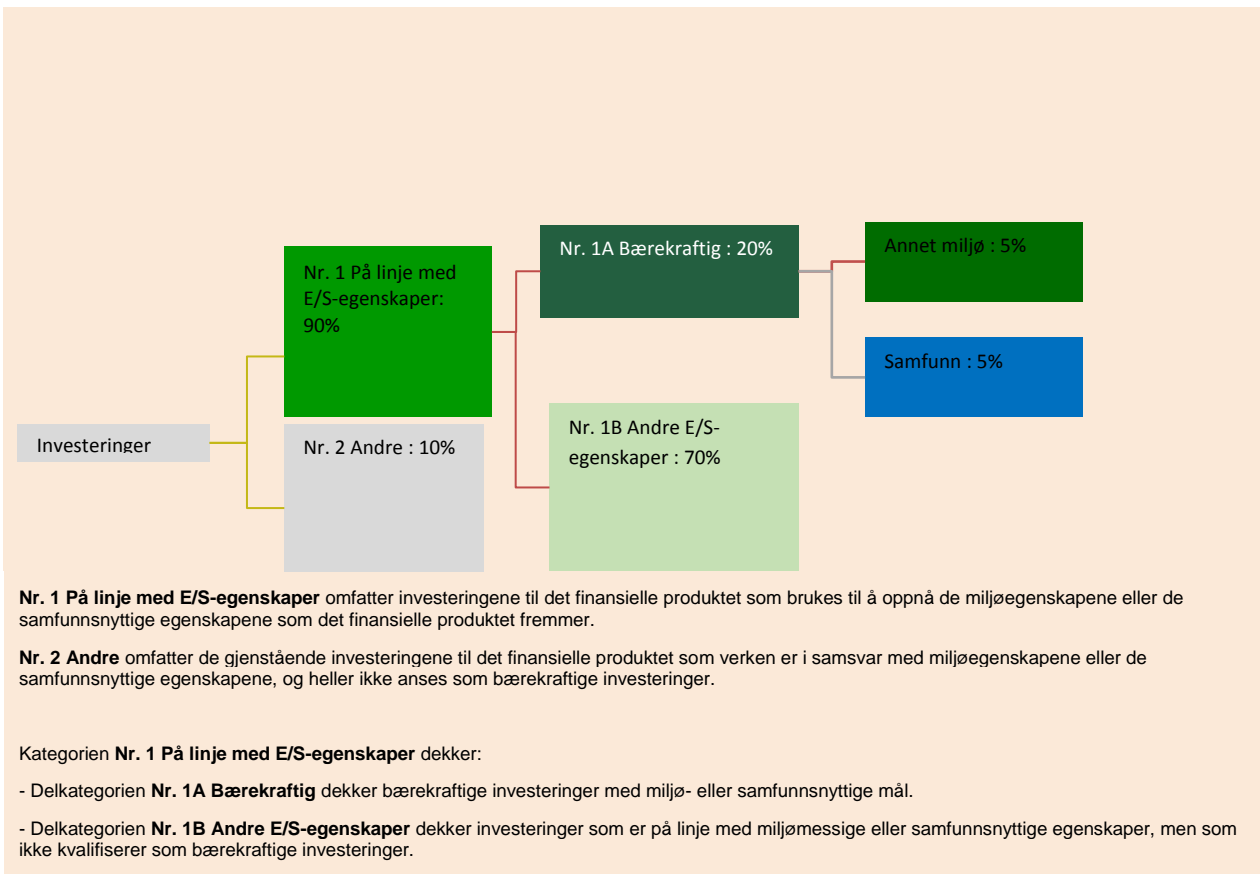 Nr. 1A Bærekraftig : 20%
Annet miljø : 5%
Nr. 1 På linje med
E/S-egenskaper:
90%
Samfunn : 5%
Investeringer
Nr. 2 Andre : 10%
Nr. 1B Andre E/S-
egenskaper : 70%
Nr. 1 På linje med E/S-egenskaper omfatter investeringene til det finansielle produktet som brukes til å oppnå de miljøegenskapene eller de
samfunnsnyttige egenskapene som det finansielle produktet fremmer.
Nr. 2 Andre omfatter de gjenstående investeringene til det finansielle produktet som verken er i samsvar med miljøegenskapene eller de
samfunnsnyttige egenskapene, og heller ikke anses som bærekraftige investeringer.
Kategorien Nr. 1 På linje med E/S-egenskaper dekker:
- Delkategorien Nr. 1A Bærekraftig dekker bærekraftige investeringer med miljø- eller samfunnsnyttige mål.
- Delkategorien Nr. 1B Andre E/S-egenskaper dekker investeringer som er på linje med miljømessige eller samfunnsnyttige egenskaper, men som
ikke kvalifiserer som bærekraftige investeringer.